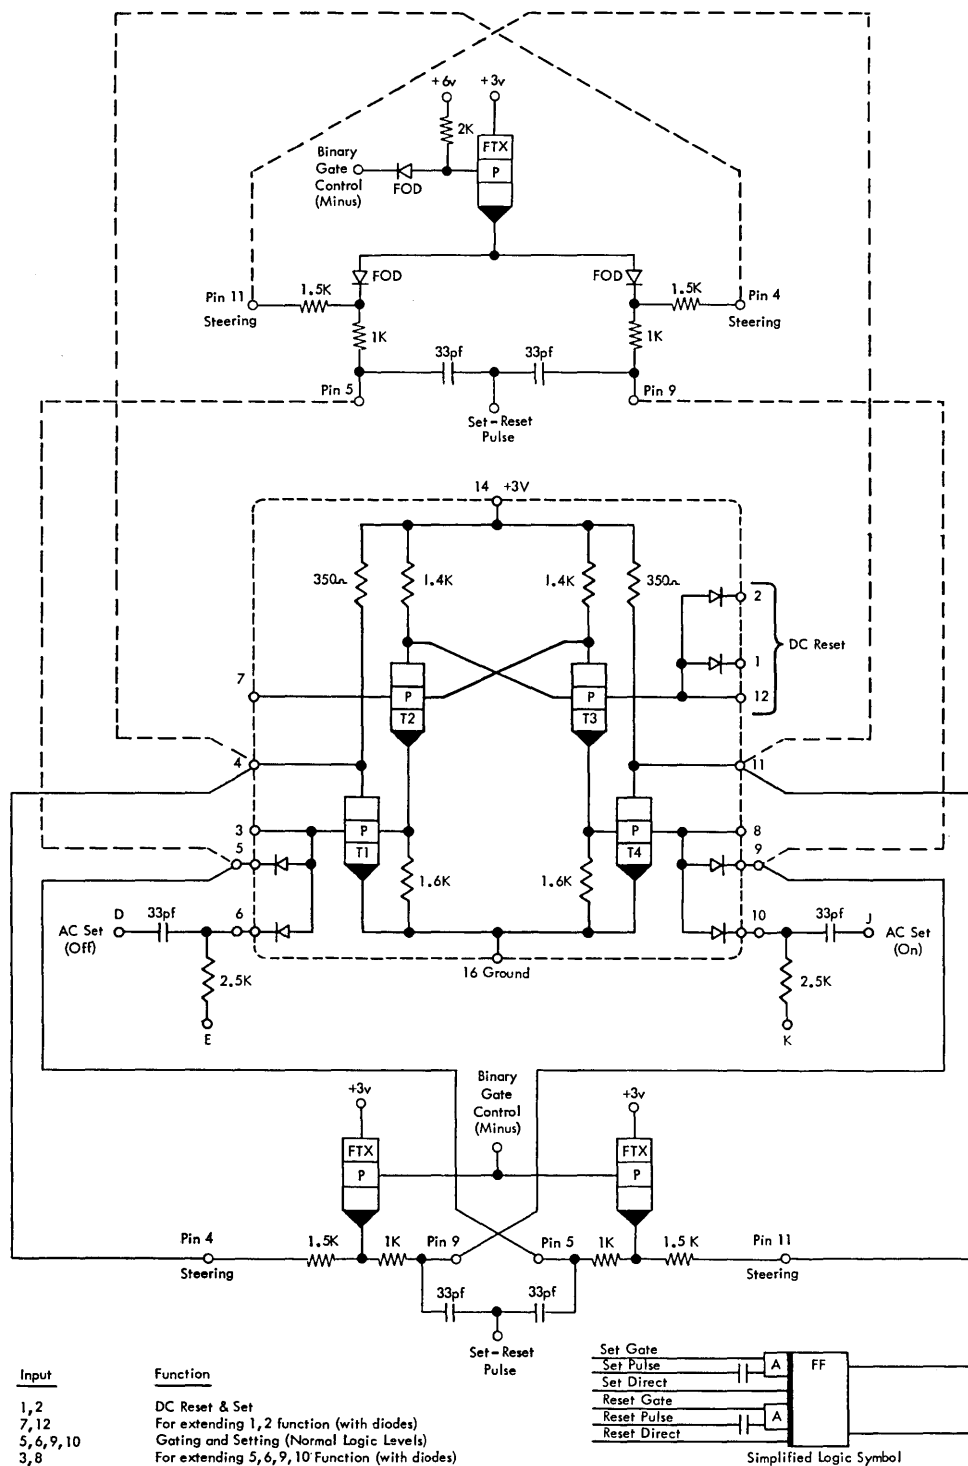 +6v
+3v
2K
FTX
P
Binary
Gate
Control
(Minus)
FOD
FOD
FOD
Pin 11
1.5K
1.5K
Pin 4
Steering
Steering
1K
1K
33pf
33pf
Pin 5
Pin 9
Set-Reset
Pulse
14 +3V
350Ω
1.4K
1.4K
350Ω
2
DC Reset
1
7
P
P
12
T2
T3
4
11
3
P
P
8
5
T1
T4
9
1.6K
1.6K
D
33pf
6
10
33pf
J
AC Set
(Off)
AC Set
(On)
16 Ground
2.5K
2.5K
E
K
+3v
Binary
Gate
Control
(Minus)
+3v
FTX
FTX
P
P
Pin 4
1.5K
1K
Pin 9
Pin 5
1K
1.5 K
Pin 11
Steering
Steering
33pf
33pf
Set-Reset
Pulse
Set Gate
Set Pulse
A
FF
Set Direct
Reset Gate
Reset Pulse
A
Reset Direct
Simplified Logic Symbol
Input Function
1,2 DC Reset & Set
7,12 For extending 1,2 function (with diodes)
5,6,9,10 Gating and Setting (Normal Logic Levels)
3,8 For extending 5,6,9,10 Function (with diodes)